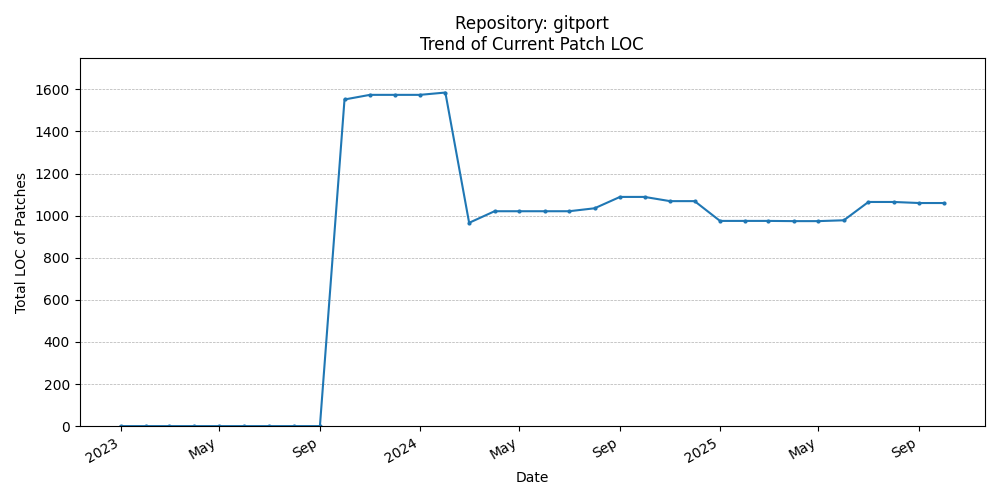 Repository: gitport
Trend of Current Patch LOC
Total LOC of Patches
1600
1400
1200
1000
800
600
400
200
0
2023
May
Sep
2024
May
Sep
2025
May
Sep
Date